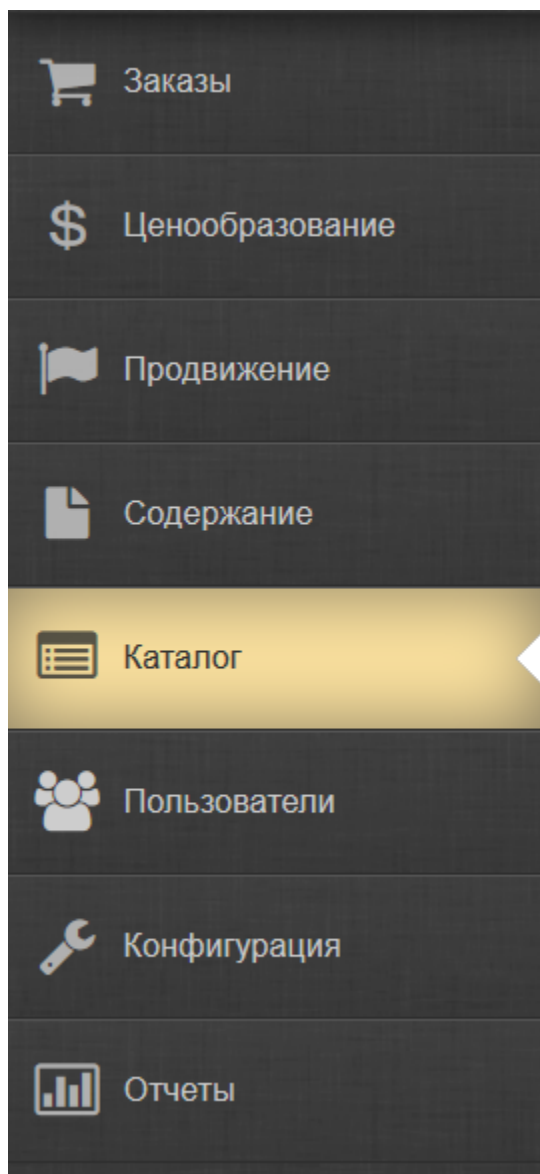 Заказы
Ценообразование
Продвижение
Содержание
Каталог
Пользователи
Конфигурация
Отчеты